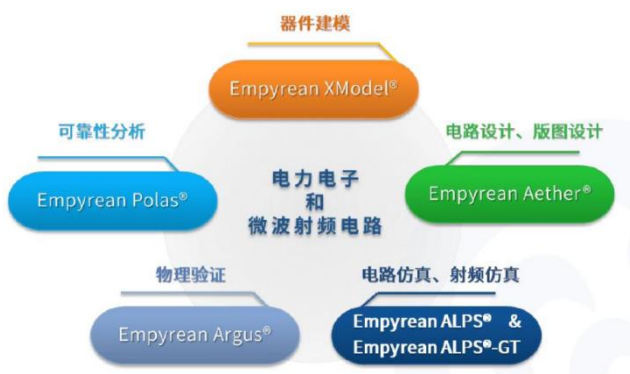 器件建模
Empyrean XModel®
可靠性分析
Empyrean Polas®
电路设计、版图设计
Empyrean Aether®
电力电子
和
微波射频电路
物理验证
Empyrean Argus®
电路仿真、射频仿真
Empyrean ALPS® &
Empyrean ALPS®-GT